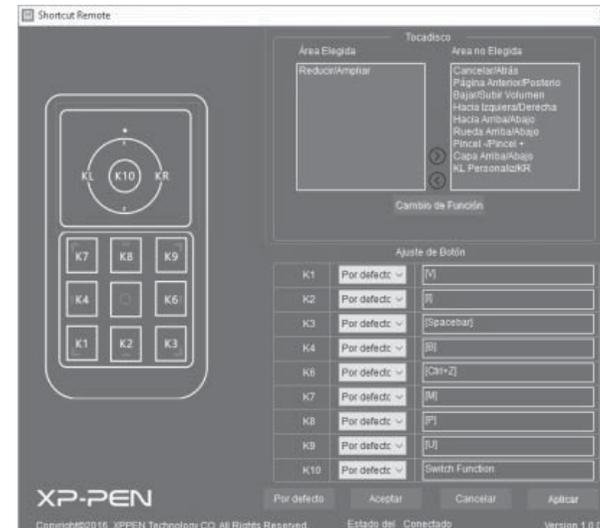 Shortcut Remote
Tocadisco
Área Elegida
Area no Elegida
Reducir/Ampliar
Cancelar/Atrás
Página Anterior/Posterio
Bajar/Subir Volumen
Hacia Izquiera/Derecha
Hacia Arriba/Abajo
Rueda Arriba/Abajo
Pincel -/Pincel +
Capa Arriba/Abajo
KL Personaliz/KR
Cambio de Función
KL
K10
KR
K7
K8
K9
K4
K6
K1
K2
K3
Ajuste de Botón
K1 Por defectc [V]
K2 Por defectc [I]
K3 Por defectc [Spacebar]
K4 Por defectc [B]
K6 Por defectc [Ctrl+Z]
K7 Por defectc [M]
K8 Por defectc [P]
K9 Por defectc [U]
K10 Por defectc Switch Function
XP-PEN
Por defecto
Aceptar
Cancelar
Aplicar
Copyright©2016 XPPEN Technology CO. All Rights Reserved.
Estado del Conectado
Version 1.0